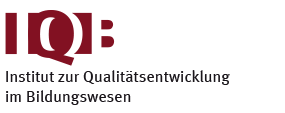 IQB
Institut zur Qualitätsentwicklung
im Bildungswesen